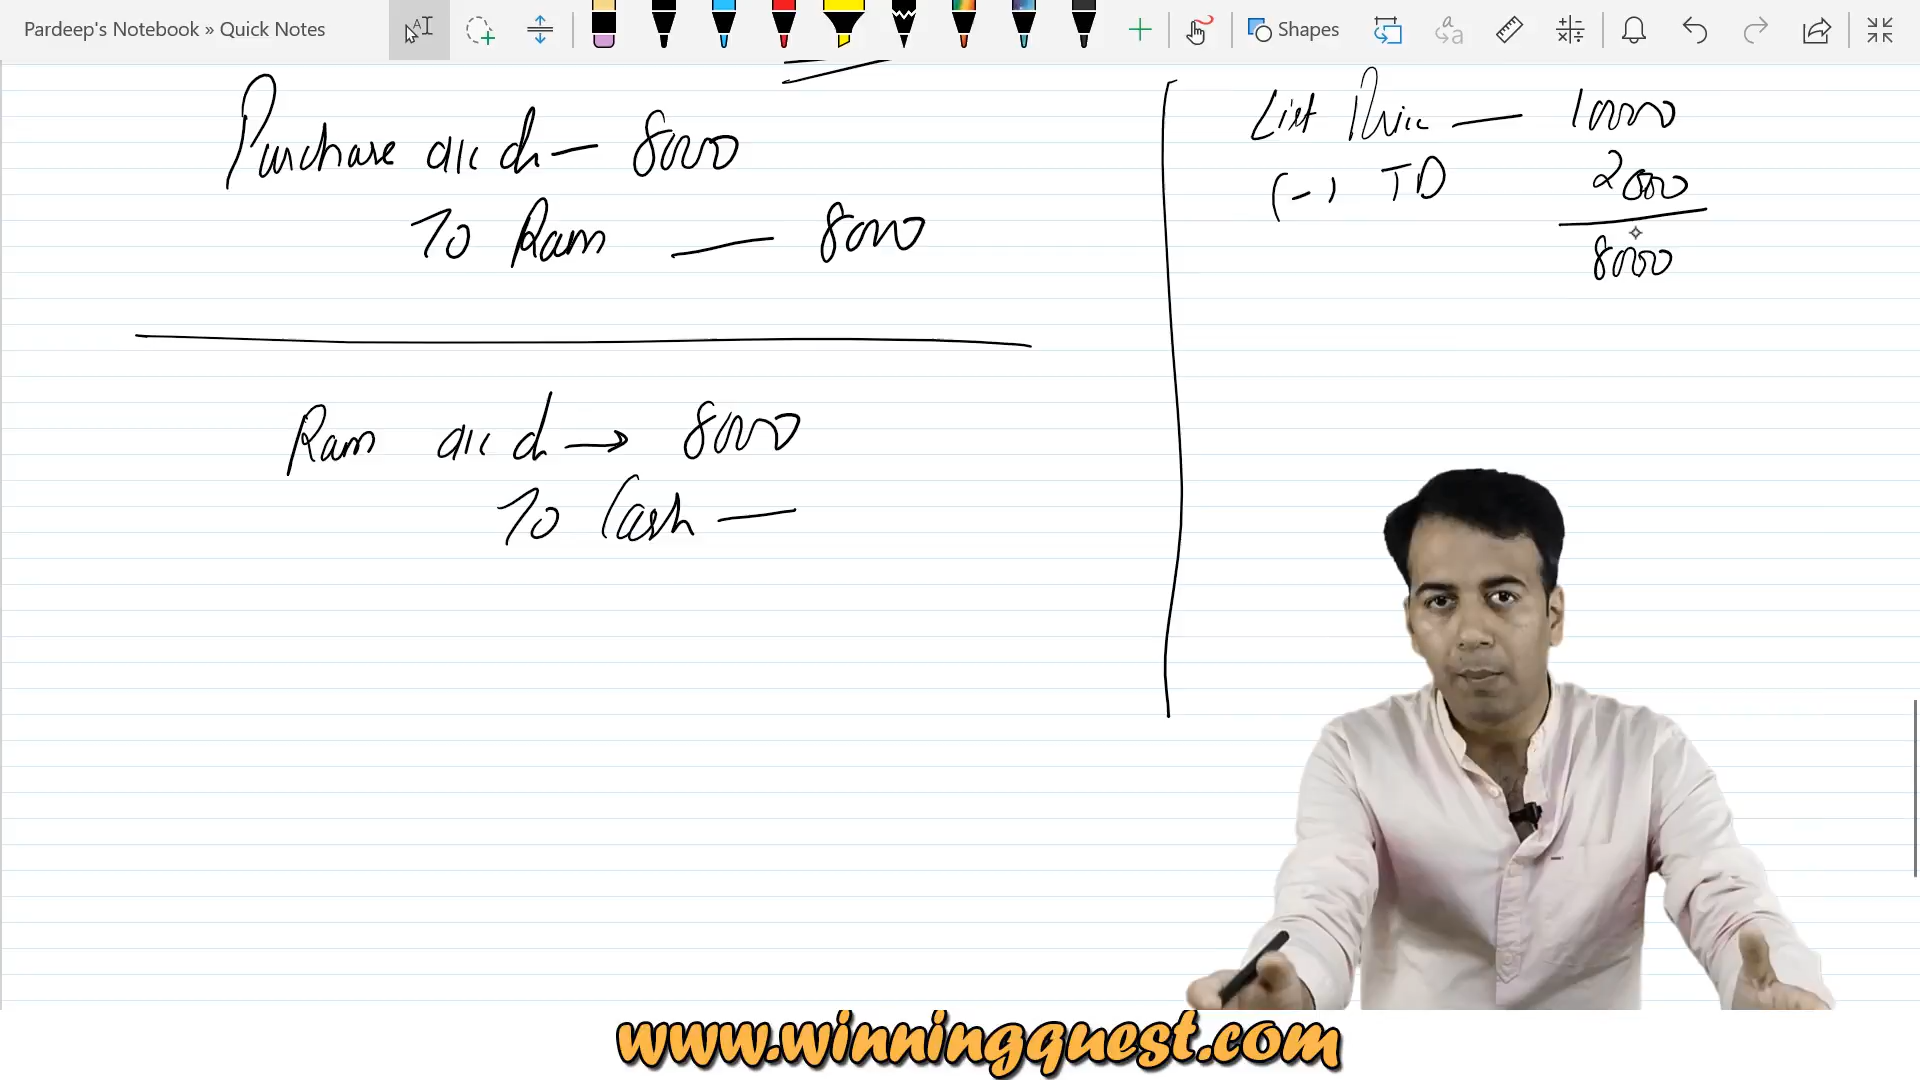 Pardeep's Notebook » Quick Notes
Shapes
Purchase a/c dr — 8000
To Ram — 8000
Ram a/c dr → 8000
To Cash —
List Price — 10000
(-) TD 2000
8000
www.winningquest.com